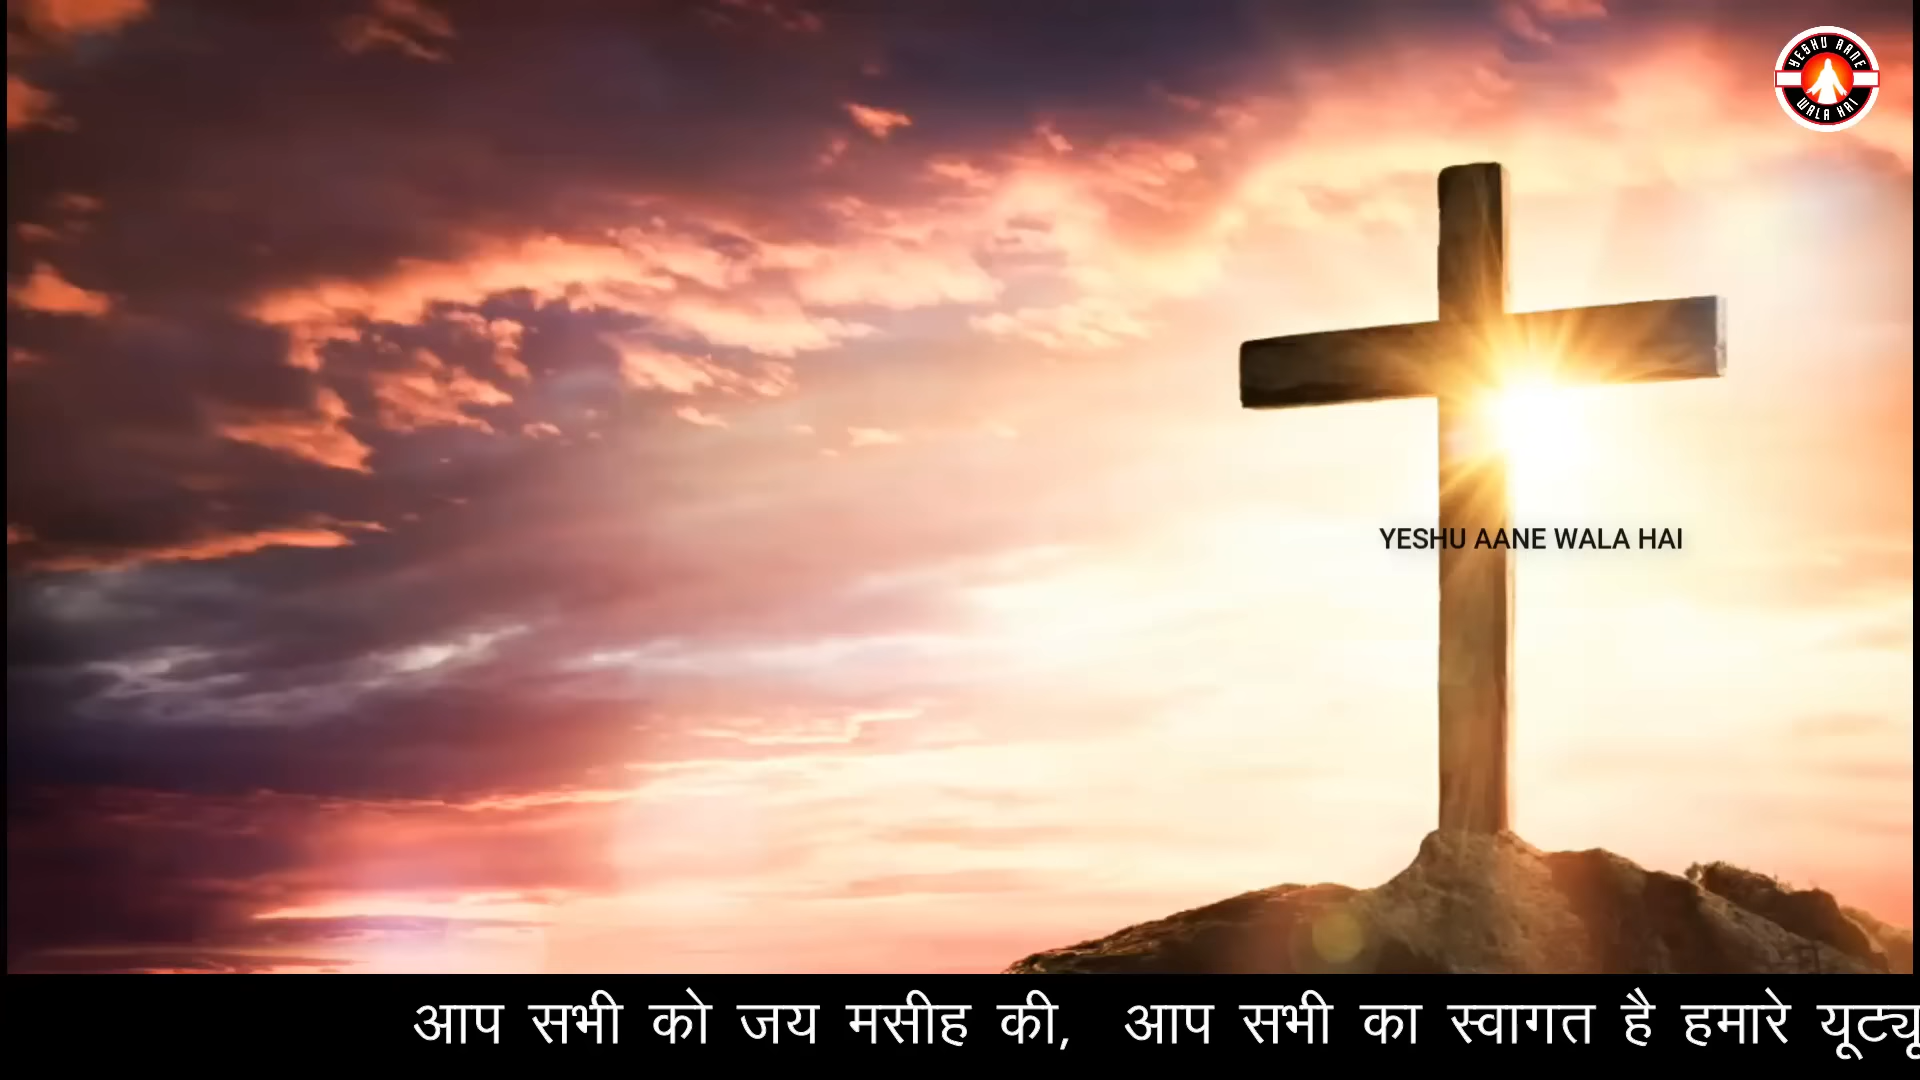 YESHU AANE
WALA HAI
YESHU AANE WALA HAI
आप सभी को जय मसीह की, आप सभी का स्वागत है हमारे